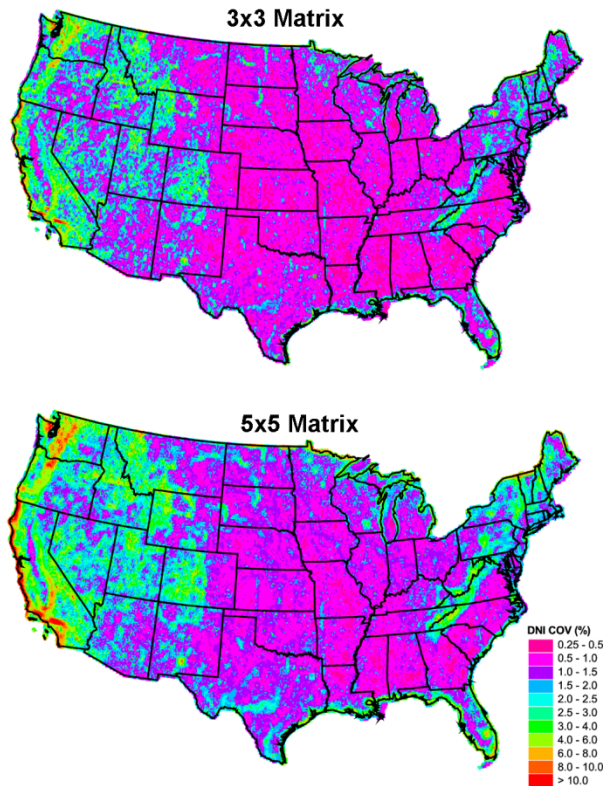 3x3 Matrix
5x5 Matrix
DNI COV (%)
0.25 - 0.5
0.5 - 1.0
1.0 - 1.5
1.5 - 2.0
2.0 - 2.5
2.5 - 3.0
3.0 - 4.0
4.0 - 6.0
6.0 - 8.0
8.0 - 10.0
> 10.0